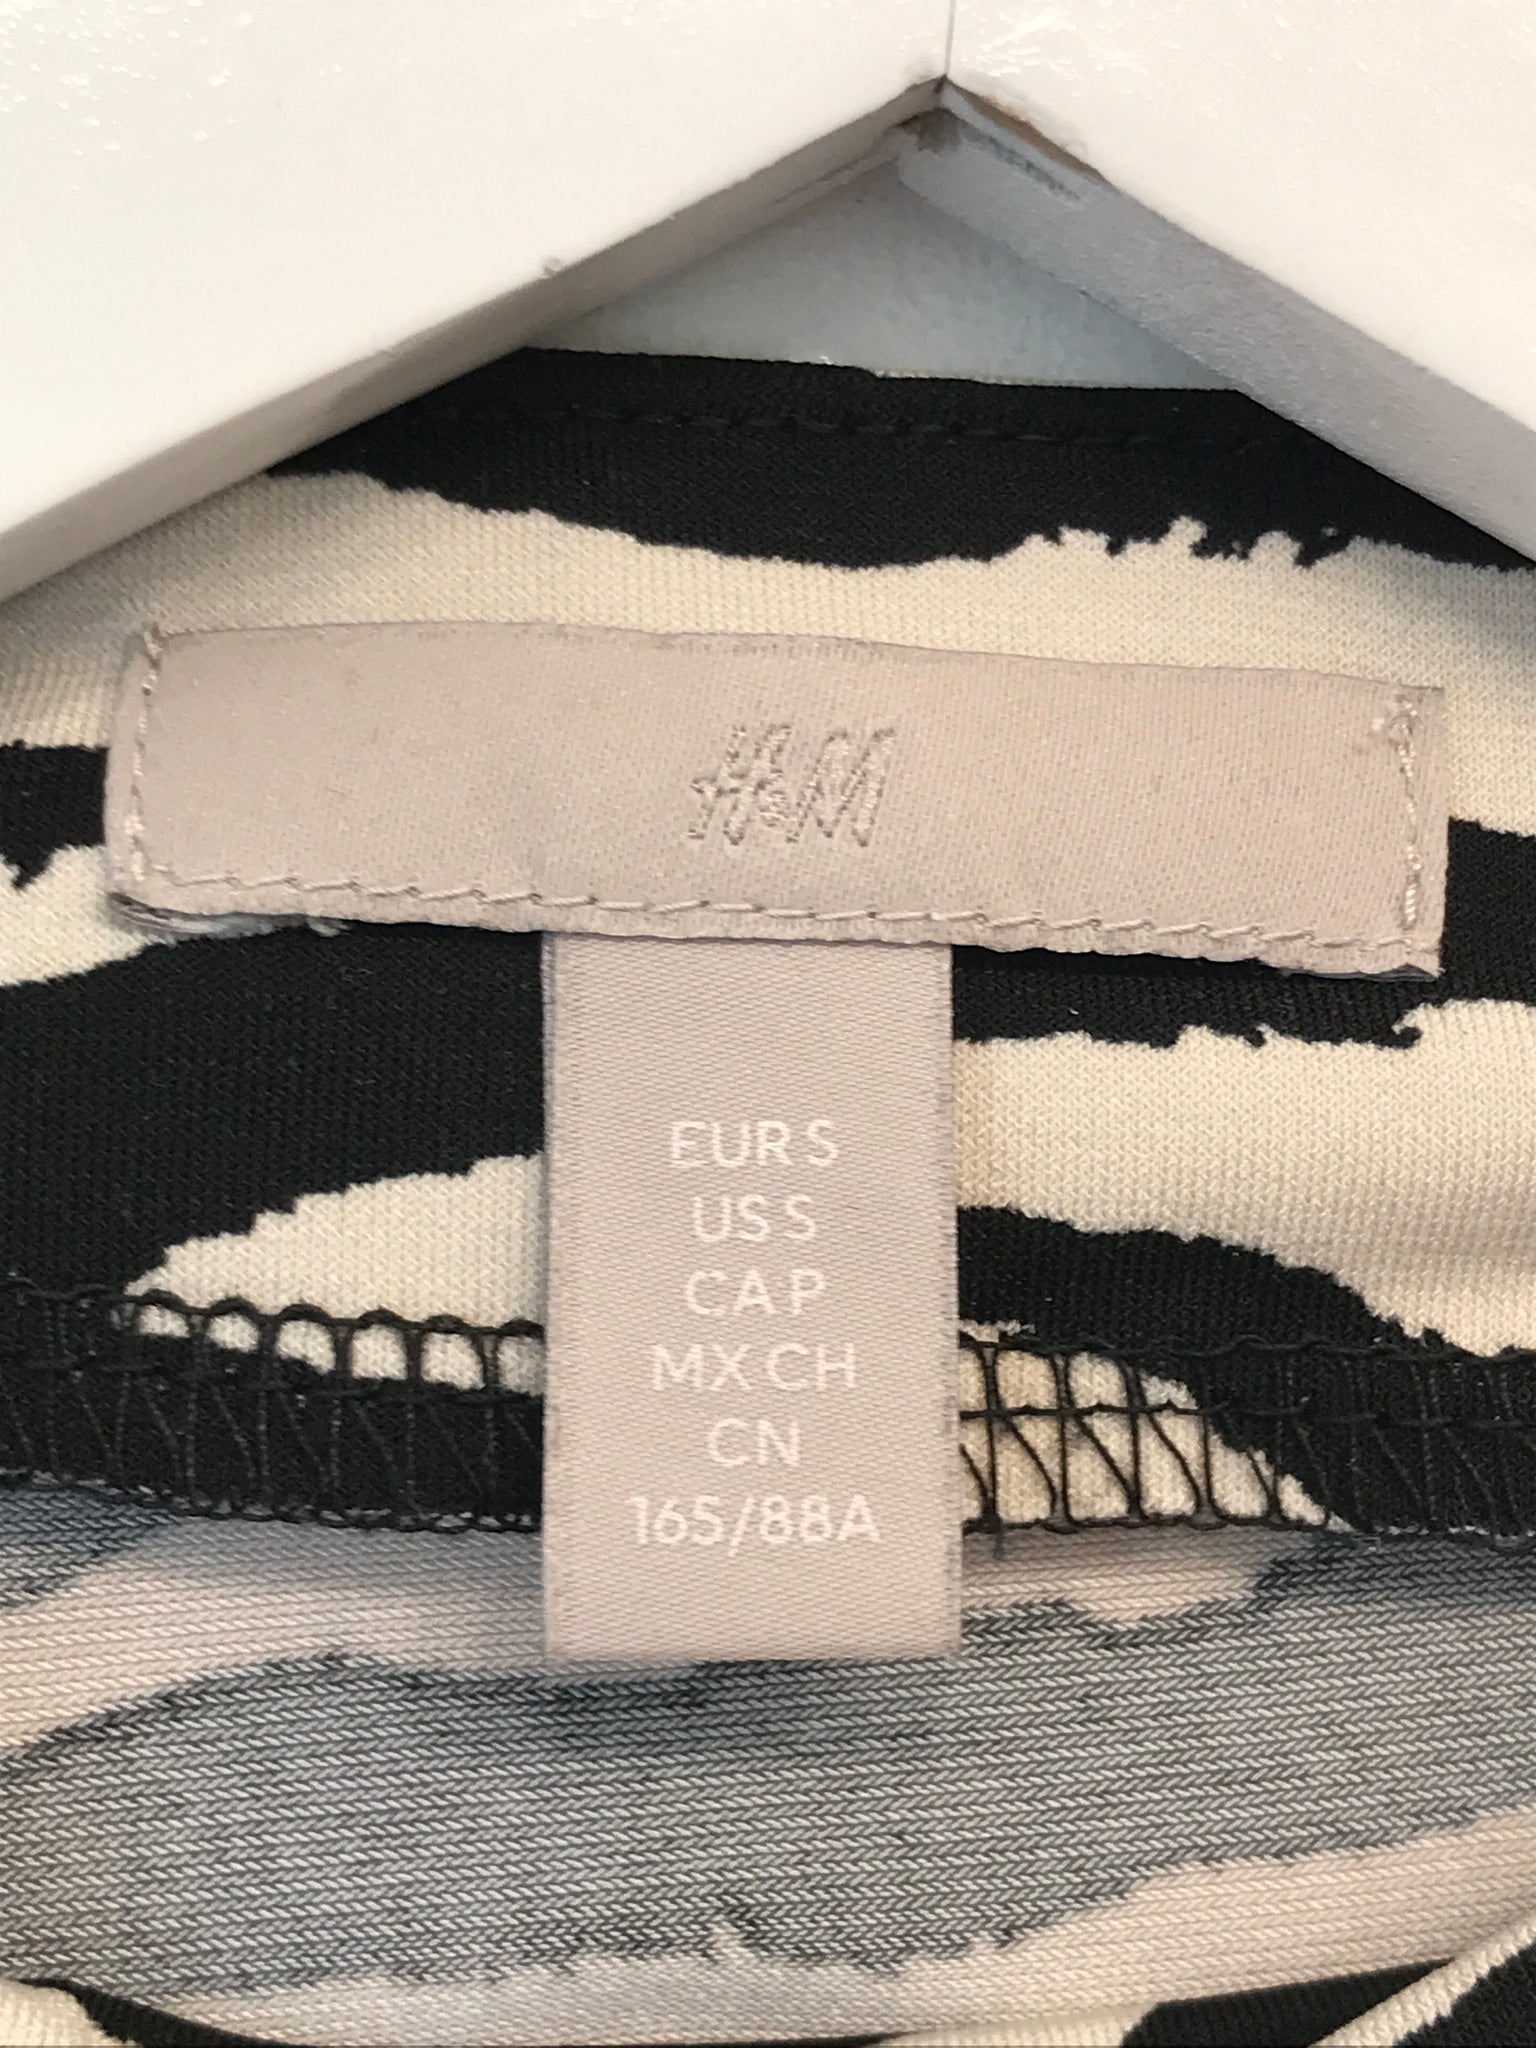 H&M
EUR S
US S
CA P
MX CH
CN
165/88A